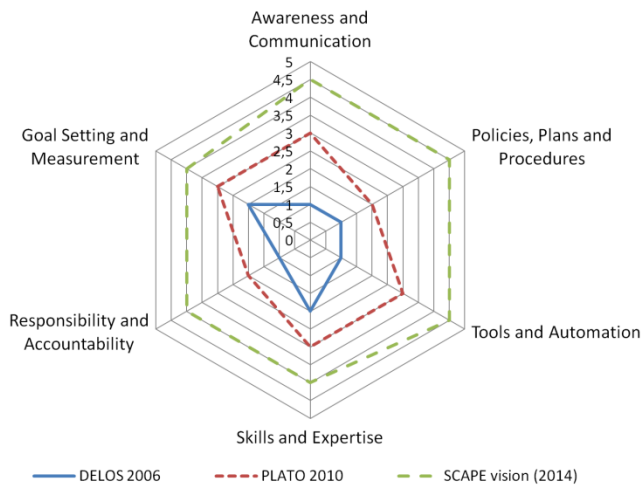 Awareness and
Communication
5
4,5
4
3,5
3
2,5
2
1,5
1
0,5
0
Goal Setting and
Measurement
Policies, Plans and
Procedures
Responsibility and
Accountability
Tools and Automation
Skills and Expertise
DELOS 2006
PLATO 2010
SCAPE vision (2014)